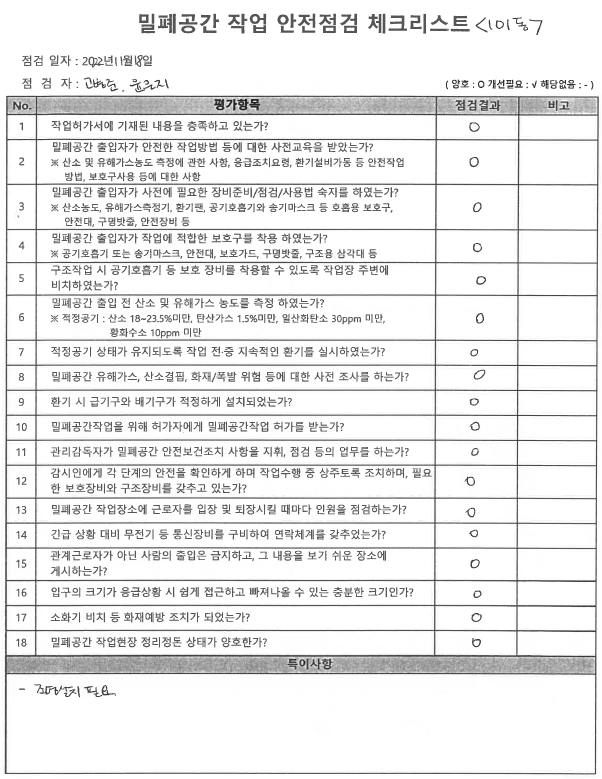 밀폐공간 작업 안전점검 체크리스트 <101동>
점검 일자 : 2022년 11월 18일
점 검 자 :
( 양호 : O 개선필요 : √ 해당없음 : - )
No. 평가항목 점검결과 비고
1 작업허가서에 기재된 내용을 충족하고 있는가? O
2 밀폐공간 출입자가 안전한 작업방법 등에 대한 사전교육을 받았는가? O
※ 산소 및 유해가스농도 측정에 관한 사항, 응급조치요령, 환기설비가동 등 안전작업
방법, 보호구사용 등에 대한 사항
3 밀폐공간 출입자가 사전에 필요한 장비준비/점검/사용법 숙지를 하였는가? O
※ 산소농도, 유해가스측정기, 환기팬, 공기호흡기와 송기마스크 등 호흡용 보호구,
안전대, 구명밧줄, 안전장비 등
4 밀폐공간 출입자가 작업에 적합한 보호구를 착용 하였는가? O
※ 공기호흡기 또는 송기마스크, 안전대, 보호가드, 구명밧줄, 구조용 삼각대 등
5 구조작업 시 공기호흡기 등 보호 장비를 착용할 수 있도록 작업장 주변에 O
비치하였는가?
6 밀폐공간 출입 전 산소 및 유해가스 농도를 측정 하였는가? O
※ 적정공기 : 산소 18~23.5%미만, 탄산가스 1.5%미만, 일산화탄소 30ppm 미만,
황화수소 10ppm 미만
7 적정공기 상태가 유지되도록 작업 전·중 지속적인 환기를 실시하였는가? O
8 밀폐공간 유해가스, 산소결핍, 화재/폭발 위험 등에 대한 사전 조사를 하는가? O
9 환기 시 급기구와 배기구가 적정하게 설치되었는가? O
10 밀폐공간작업을 위해 허가자에게 밀폐공간작업 허가를 받는가? O
11 관리감독자가 밀폐공간 안전보건조치 사항을 지휘, 점검 등의 업무를 하는가? O
12 감시인에게 각 단계의 안전을 확인하게 하며 작업수행 중 상주토록 조치하며, 필요 O
한 보호장비와 구조장비를 갖추고 있는가?
13 밀폐공간 작업장소에 근로자를 입장 및 퇴장시킬 때마다 인원을 점검하는가? O
14 긴급 상황 대비 무전기 등 통신장비를 구비하여 연락체계를 갖추었는가? O
15 관계근로자가 아닌 사람의 출입은 금지하고, 그 내용을 보기 쉬운 장소에 O
게시하는가?
16 입구의 크기가 응급상황 시 쉽게 접근하고 빠져나올 수 있는 충분한 크기인가? O
17 소화기 비치 등 화재예방 조치가 되었는가? O
18 밀폐공간 작업현장 정리정돈 상태가 양호한가? O
특이사항
- 필요